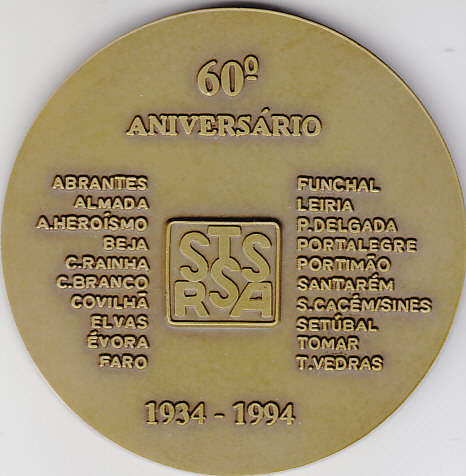 60º
ANIVERSÁRIO
ABRANTES
ALMADA
A.HEROÍSMO
BEJA
C.RAINHA
C.BRANCO
COVILHÃ
ELVAS
ÉVORA
FARO
STS
RSA
FUNCHAL
LEIRIA
P.DELGADA
PORTALEGRE
PORTIMÃO
SANTARÉM
S.CACÉM/SINES
SETÚBAL
TOMAR
T.VEDRAS
1934 - 1994